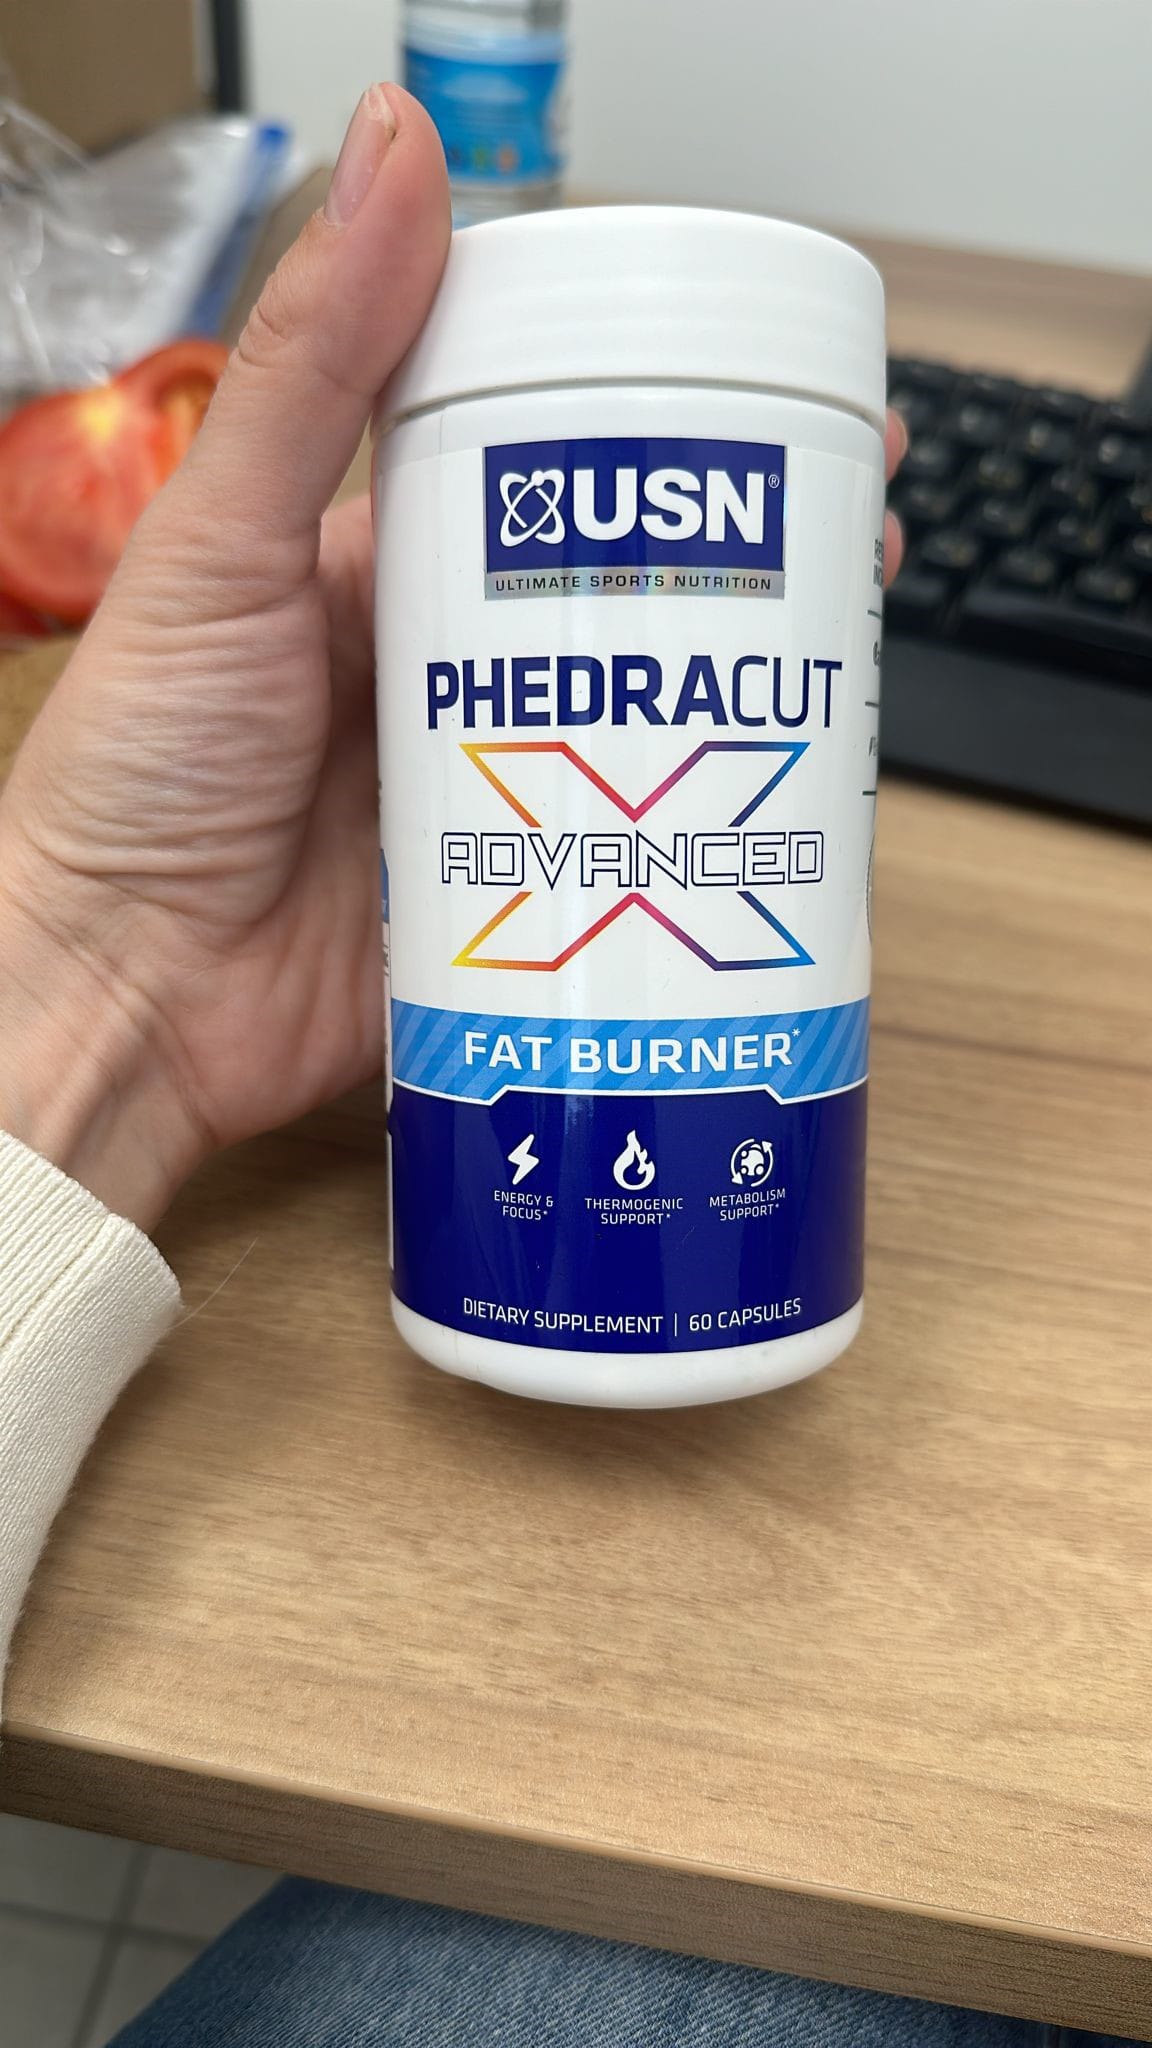 USN®
ULTIMATE SPORTS NUTRITION
PHEDRACUT
X
ADVANCED
FAT BURNER*
ENERGY &
FOCUS*
THERMOGENIC
SUPPORT*
METABOLISM
SUPPORT*
DIETARY SUPPLEMENT | 60 CAPSULES